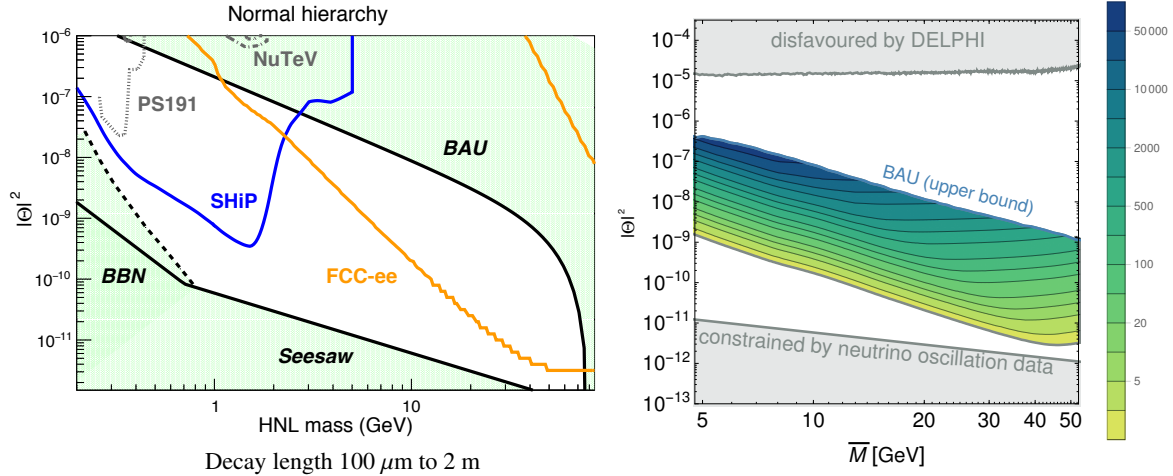 Normal hierarchy
10⁻⁶
10⁻⁷
10⁻⁸
10⁻⁹
10⁻¹⁰
10⁻¹¹
|Θ|²
NuTeV
PS191
BAU
SHiP
BBN
FCC-ee
Seesaw
1
10
HNL mass (GeV)
Decay length 100 μm to 2 m
10⁻⁴
10⁻⁵
10⁻⁶
10⁻⁷
10⁻⁸
10⁻⁹
10⁻¹⁰
10⁻¹¹
10⁻¹²
10⁻¹³
|Θ|²
disfavoured by DELPHI
BAU (upper bound)
constrained by neutrino oscillation data
5
10
20
30
40
50
M̅ [GeV]
50 000
10 000
2000
500
100
20
5